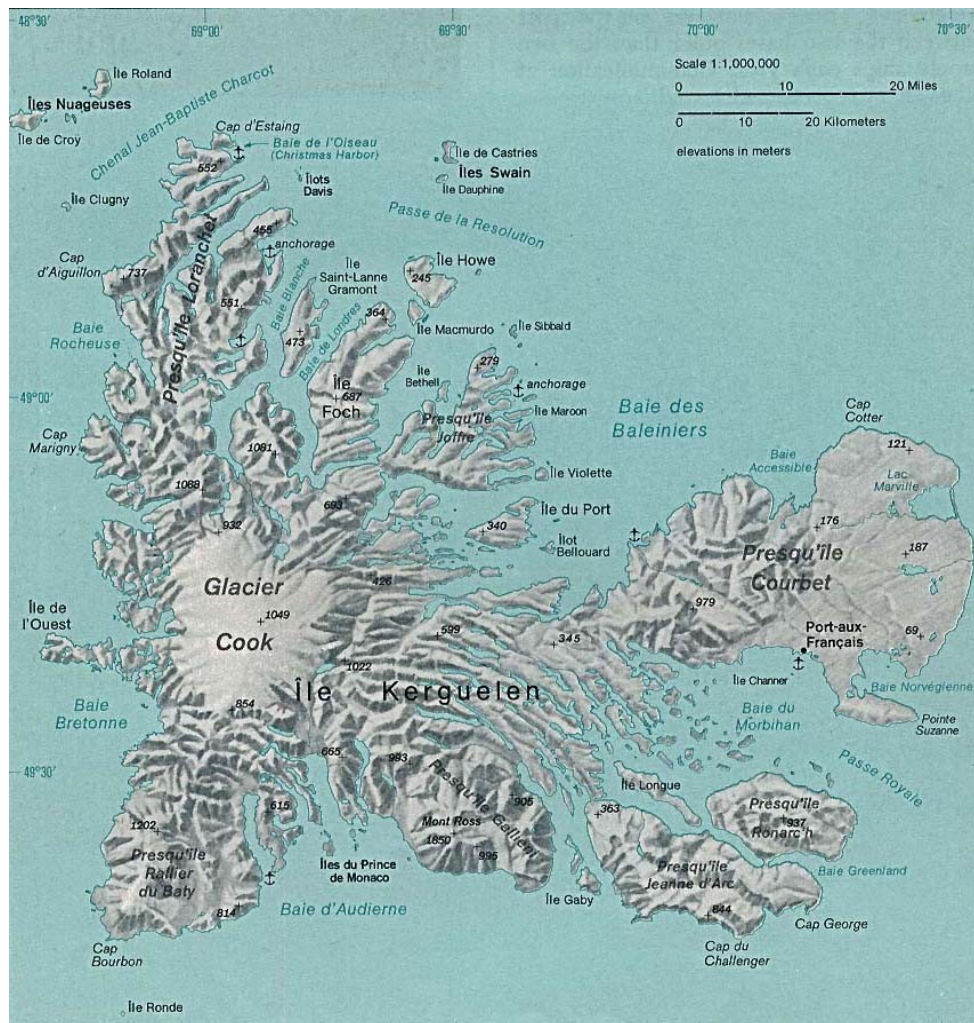 48°30'
69°00
69°30
70°00
70°30
Scale 1:1,000,000
0 10 20 Miles
0 10 20 Kilometers
elevations in meters
Île Roland
Îles Nuageuses
Île de Croÿ
Chenal Jean-Baptiste Charcot
Cap d'Estaing
Baie de l'Oiseau
(Christmas Harbor)
552
Îlots
Davis
Île de Castries
Îles Swain
Île Dauphine
Île Clugny
Passe de la Resolution
455
anchorage
Cap
d'Aiguillon
737
Presqu'île Loranchet
551
Île
Saint-Lanne
Gramont
Île Howe
245
Baie Blanche
473
Baie de Londres
364
Île Macmurdo
Île Sibbald
Baie
Rocheuse
279
Île
Bethell
anchorage
Île Maroon
49°00'
Île
Foch
687
Presqu'île
Joffre
Baie des
Baleiniers
Cap
Cotter
121
Cap
Marigny
1081
Île Violette
Baie
Accessible
Lac
Marville
1088
693
932
340
Île du Port
Îlot
Bellouard
176
187
Presqu'île
Courbet
Glacier
Cook
426
1049
979
Île de
l'Ouest
599
345
Port-aux-
Français
69
1022
Île Kerguelen
Île Channer
Baie Norvégienne
Baie
Bretonne
854
Baie du
Morbihan
Pointe
Suzanne
49°30'
665
983
Presqu'île Gallieni
905
Île Longue
Passe Royale
615
363
Presqu'île
Ronarc'h
937
1202
Mont Ross
1850
995
Presqu'île
Rallier
du Baty
Îles du Prince
de Monaco
Presqu'île
Jeanne d'Arc
Baie Greenland
814
Baie d'Audierne
Île Gaby
844
Cap George
Cap
Bourbon
Cap du
Challenger
Île Ronde